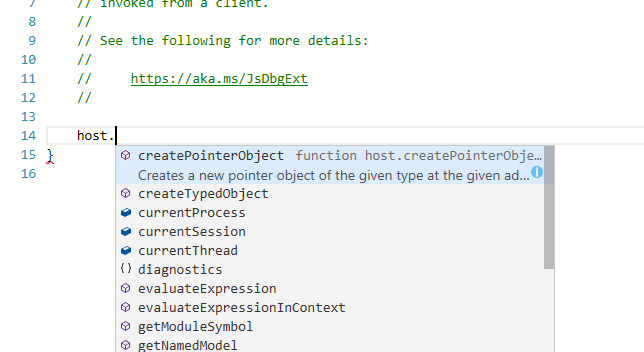 7 // invoked from a client.
8 //
9 // See the following for more details:
10 //
11 // https://aka.ms/JsDbgExt
12 //
13
14 host.
15 }
16
createPointerObject function host.createPointerObje…
Creates a new pointer object of the given type at the given ad...
createTypedObject
currentProcess
currentSession
currentThread
{} diagnostics
evaluateExpression
evaluateExpressionInContext
getModuleSymbol
getNamedModel